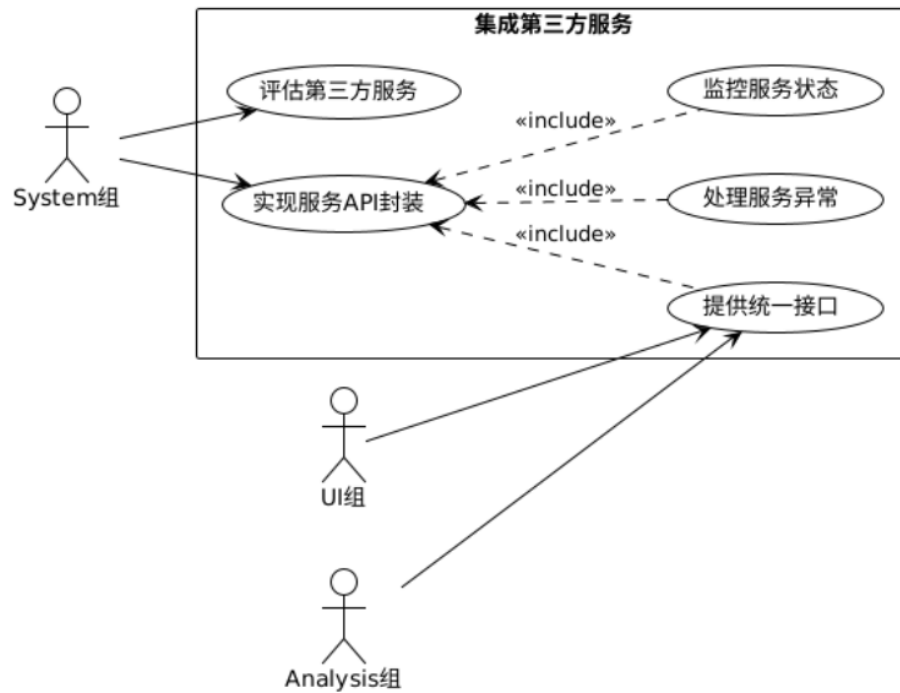 集成第三方服务
评估第三方服务
监控服务状态
«include»
System组
实现服务API封装
«include»
处理服务异常
«include»
提供统一接口
UI组
Analysis组